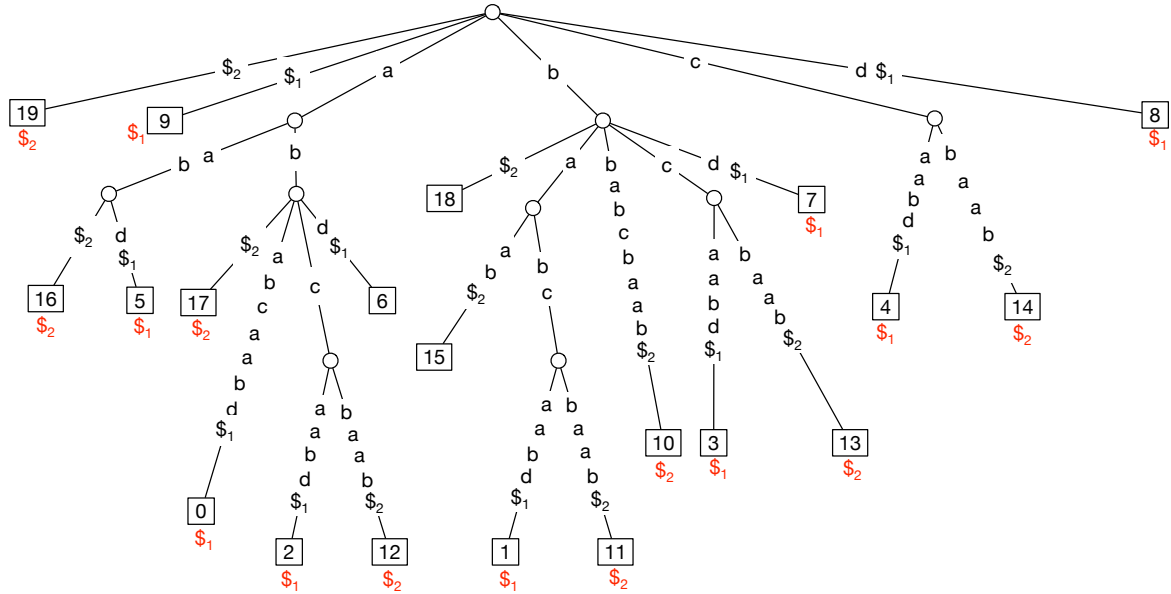 $₂ $₁ a b c d $₁
19 9 8
$₂ $₁ $₁
b a
b
$₂
a
b a b c b a a b $₂
c
d $₁
a a b d $₁
b a a b $₂
18
7
$₁
$₂
d $₁
$₂
a b c a a b d $₁
c
d $₁
a b $₂
b c
a a b d $₁
b a a b $₂
16 5 17 6 4 14
$₂ $₁ $₂ $₁ $₂
15
a a b d $₁
b a a b $₂
a a b d $₁
b a a b $₂
10 3 13
$₂ $₁ $₂
0
$₁
2 12 1 11
$₁ $₂ $₁ $₂